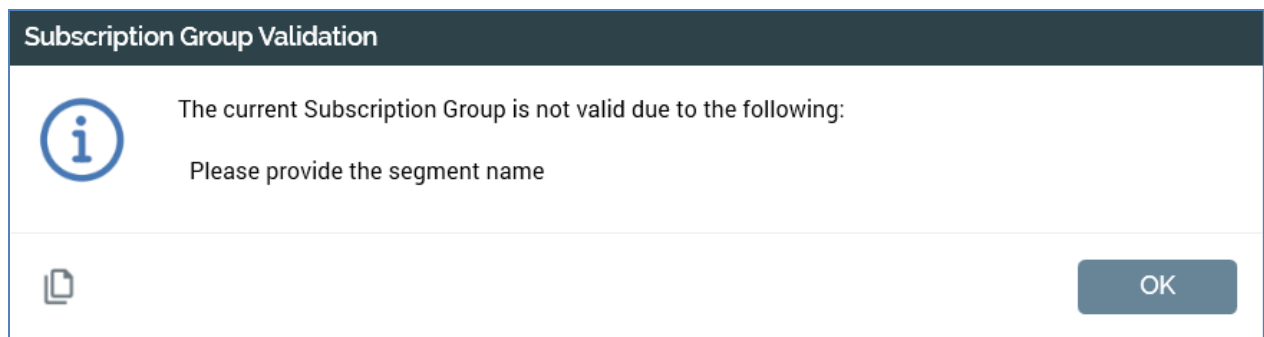 Subscription Group Validation
The current Subscription Group is not valid due to the following:
Please provide the segment name
OK